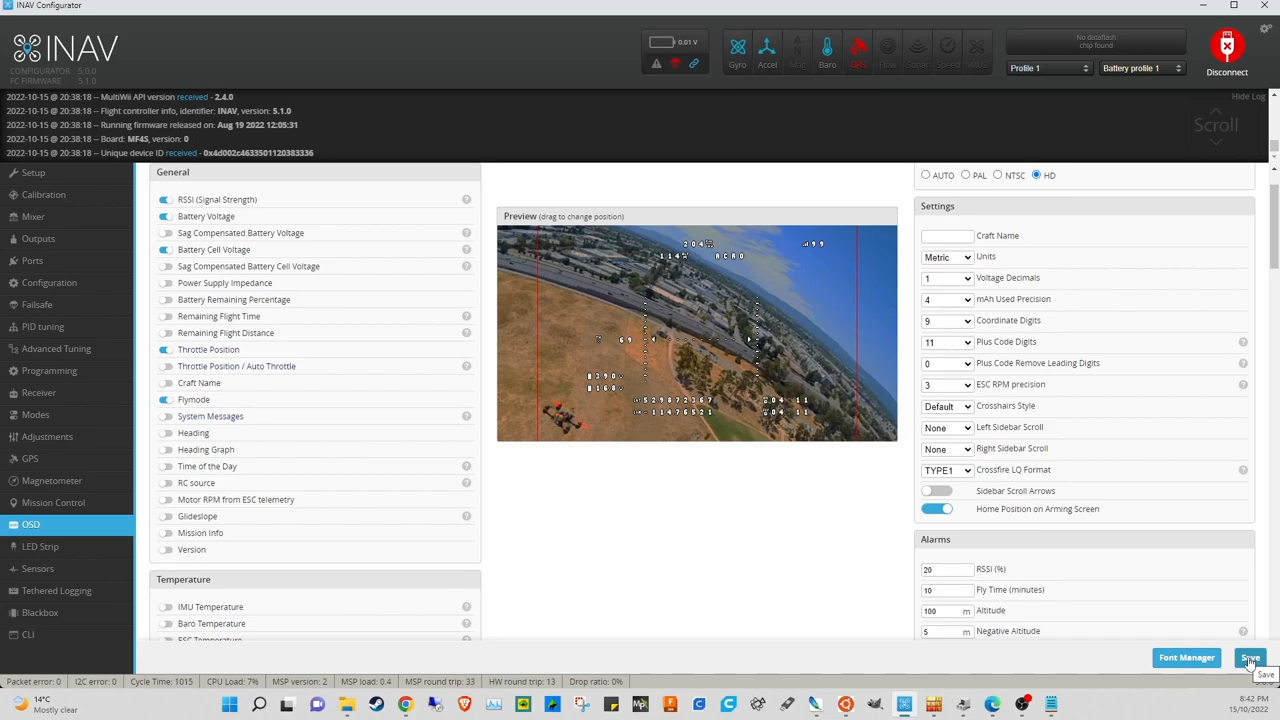 INAV Configurator
INAV
CONFIGURATOR 5.0.0
FC FIRMWARE 5.1.0
0.01 V
Gyro Accel Mag Baro GPS Flow Sonar Speed
No dataflash
chip found
Profile 1 Battery profile 1
Disconnect
Hide Log
Scroll
2022-10-15 @ 20:38:18 -- MultiWii API version received - 2.4.0
2022-10-15 @ 20:38:18 -- Flight controller info, identifier: INAV, version: 5.1.0
2022-10-15 @ 20:38:18 -- Running firmware released on: Aug 19 2022 12:05:31
2022-10-15 @ 20:38:18 -- Board: MF4S, version: 0
2022-10-15 @ 20:38:18 -- Unique device ID received - 0x4d002c4633501120383336
Setup
Calibration
Mixer
Outputs
Ports
Configuration
Failsafe
PID tuning
Advanced Tuning
Programming
Receiver
Modes
Adjustments
GPS
Magnetometer
Mission Control
OSD
LED Strip
Sensors
Tethered Logging
Blackbox
CLI
General
RSSI (Signal Strength)
Battery Voltage
Sag Compensated Battery Voltage
Battery Cell Voltage
Sag Compensated Battery Cell Voltage
Power Supply Impedance
Battery Remaining Percentage
Remaining Flight Time
Remaining Flight Distance
Throttle Position
Throttle Position / Auto Throttle
Craft Name
Flymode
System Messages
Heading
Heading Graph
Time of the Day
RC source
Motor RPM from ESC telemetry
Glideslope
Mission Info
Version
Temperature
IMU Temperature
Baro Temperature
ESC Temperature
Preview (drag to change position)
ACRO
AUTO PAL NTSC HD
Settings
Craft Name
Metric Units
1 Voltage Decimals
4 mAh Used Precision
9 Coordinate Digits
11 Plus Code Digits
0 Plus Code Remove Leading Digits
3 ESC RPM precision
Default Crosshairs Style
None Left Sidebar Scroll
None Right Sidebar Scroll
TYPE1 Crossfire LQ Format
Sidebar Scroll Arrows
Home Position on Arming Screen
Alarms
20 RSSI (%)
10 Fly Time (minutes)
100 m Altitude
5 m Negative Altitude
Font Manager Save
Save
Packet error: 0 I2C error: 0 Cycle Time: 1015 CPU Load: 7% MSP version: 2 MSP load: 0.4 MSP round trip: 33 HW round trip: 13 Drop ratio: 0%
14°C
Mostly clear
8:42 PM
15/10/2022